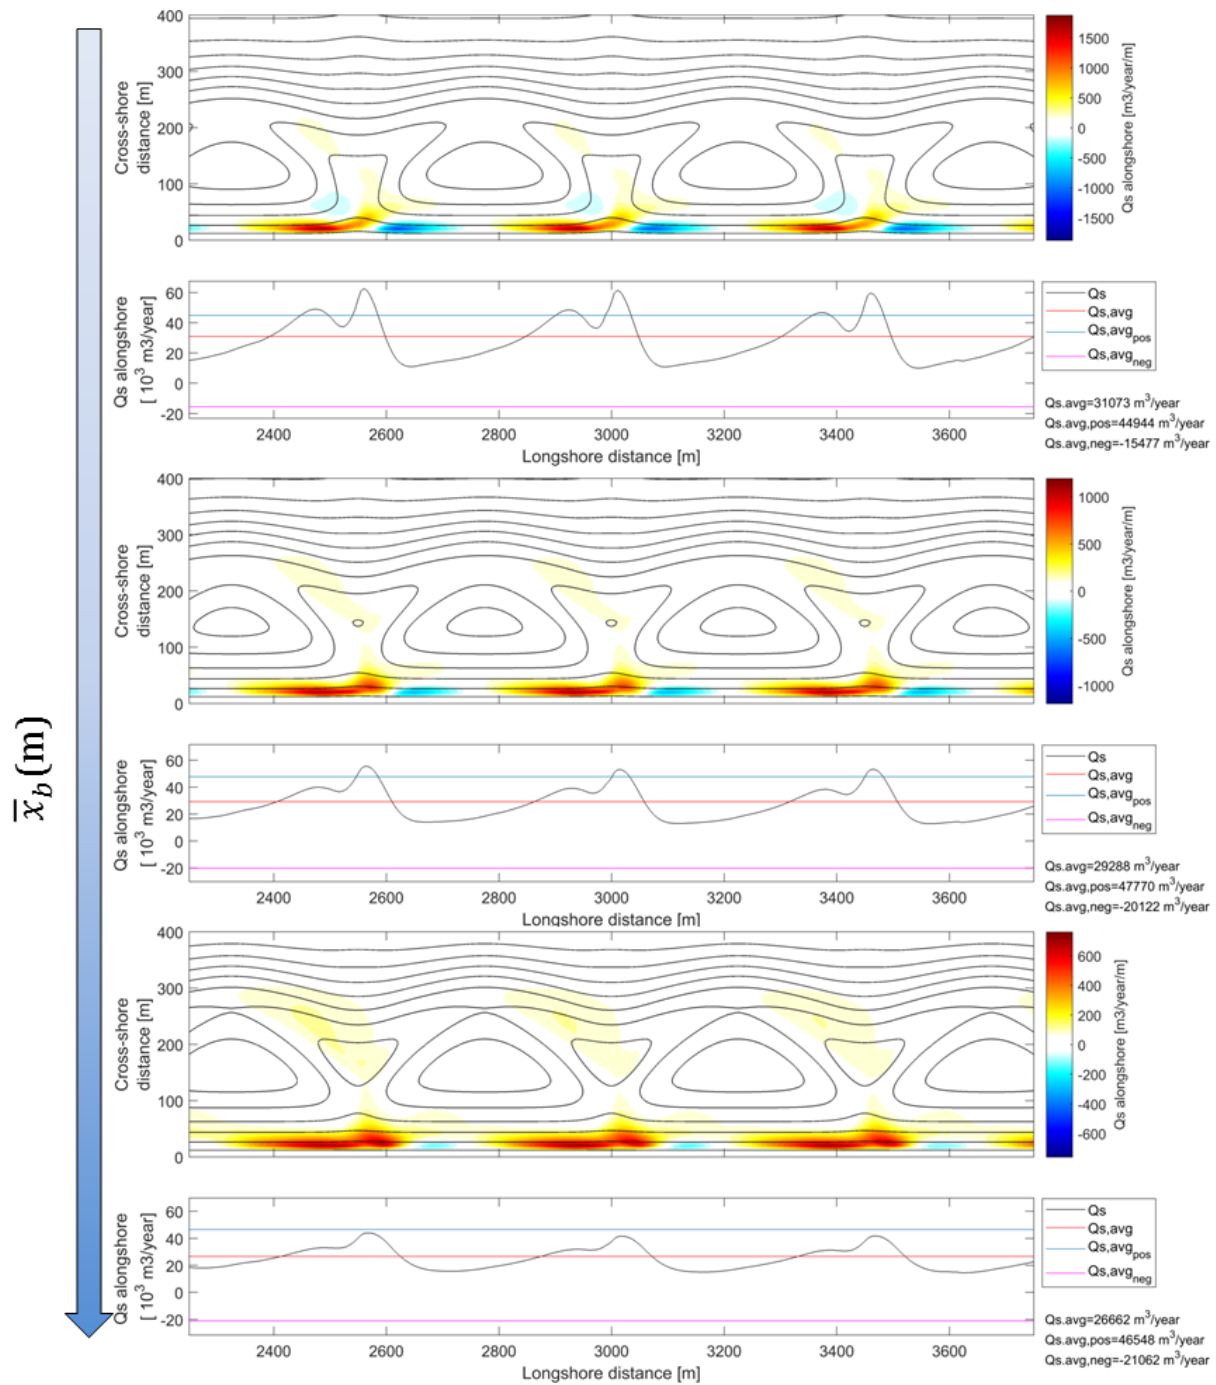 x̄_b(m)
400
300
200
100
0
Cross-shore
distance [m]
1500
1000
500
0
-500
-1000
-1500
Qs alongshore [m3/year/m]
60
40
20
0
-20
Qs alongshore
[ 10^3 m3/year]
2400 2600 2800 3000 3200 3400 3600
Longshore distance [m]
Qs
Qs,avg
Qs,avg_pos
Qs,avg_neg
Qs.avg=31073 m^3/year
Qs.avg,pos=44944 m^3/year
Qs.avg,neg=-15477 m^3/year
400
300
200
100
0
Cross-shore
distance [m]
1000
500
0
-500
-1000
Qs alongshore [m3/year/m]
60
40
20
0
-20
Qs alongshore
[ 10^3 m3/year]
2400 2600 2800 3000 3200 3400 3600
Longshore distance [m]
Qs
Qs,avg
Qs,avg_pos
Qs,avg_neg
Qs.avg=29288 m^3/year
Qs.avg,pos=47770 m^3/year
Qs.avg,neg=-20122 m^3/year
400
300
200
100
0
Cross-shore
distance [m]
600
400
200
0
-200
-400
-600
Qs alongshore [m3/year/m]
60
40
20
0
-20
Qs alongshore
[ 10^3 m3/year]
2400 2600 2800 3000 3200 3400 3600
Longshore distance [m]
Qs
Qs,avg
Qs,avg_pos
Qs,avg_neg
Qs.avg=26662 m^3/year
Qs.avg,pos=46548 m^3/year
Qs.avg,neg=-21062 m^3/year